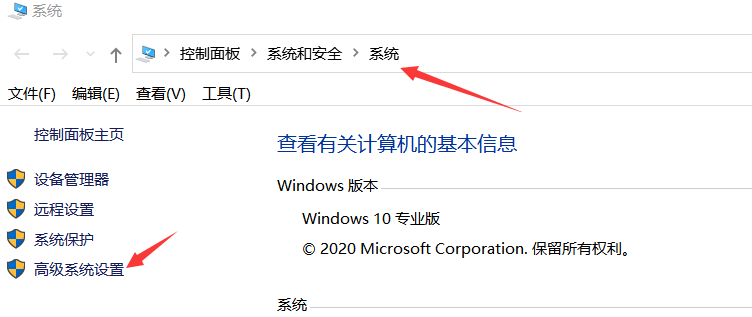 系统
控制面板 > 系统和安全 > 系统
文件(F) 编辑(E) 查看(V) 工具(T)
控制面板主页
设备管理器
远程设置
系统保护
高级系统设置
查看有关计算机的基本信息
Windows 版本
Windows 10 专业版
© 2020 Microsoft Corporation. 保留所有权利。
系统